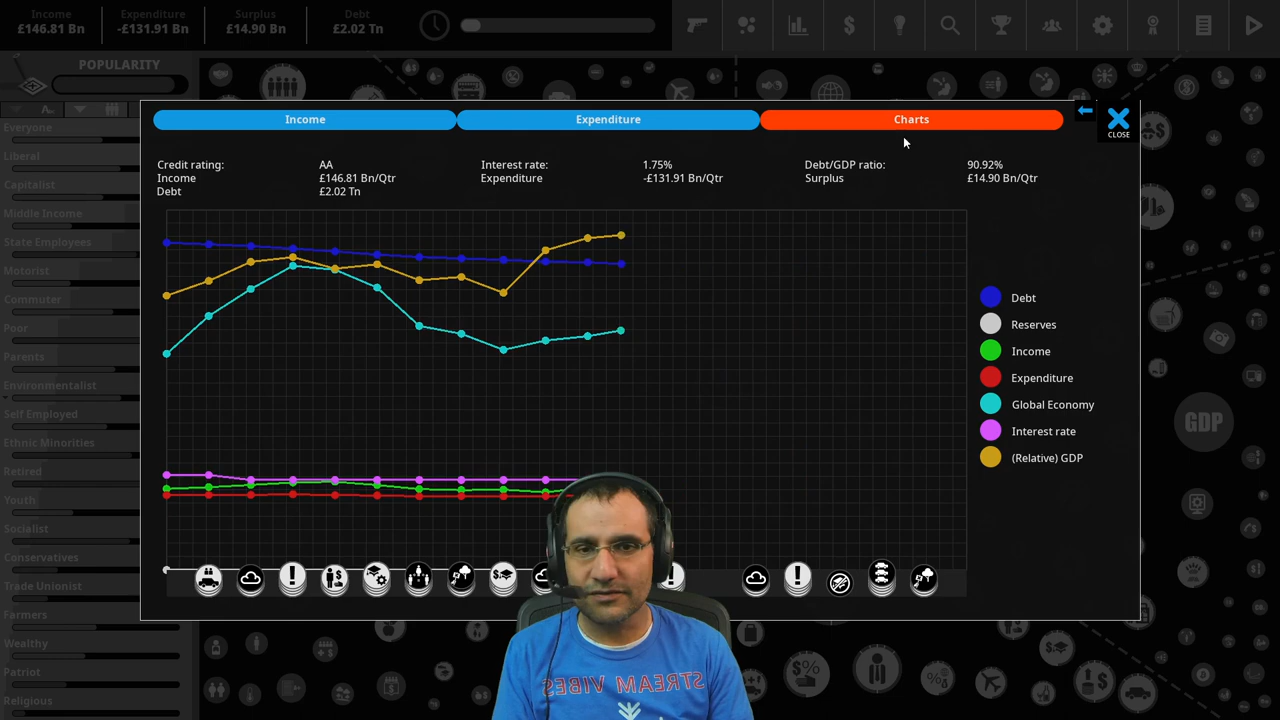 Income
Expenditure
Surplus
Debt
£146.81 Bn
-£131.91 Bn
£14.90 Bn
£2.02 Tn
POPULARITY
A...
Everyone
Liberal
Capitalist
Middle Income
State Employees
Motorist
Commuter
Poor
Parents
Environmentalist
Self Employed
Ethnic Minorities
Retired
Youth
Socialist
Conservatives
Trade Unionist
Farmers
Wealthy
Patriot
Religious
Income
Expenditure
Charts
CLOSE
Credit rating: AA
Interest rate: 1.75%
Debt/GDP ratio: 90.92%
Income £146.81 Bn/Qtr
Expenditure -£131.91 Bn/Qtr
Surplus £14.90 Bn/Qtr
Debt £2.02 Tn
Debt
Reserves
Income
Expenditure
Global Economy
Interest rate
(Relative) GDP
GDP
STREAM VIBES